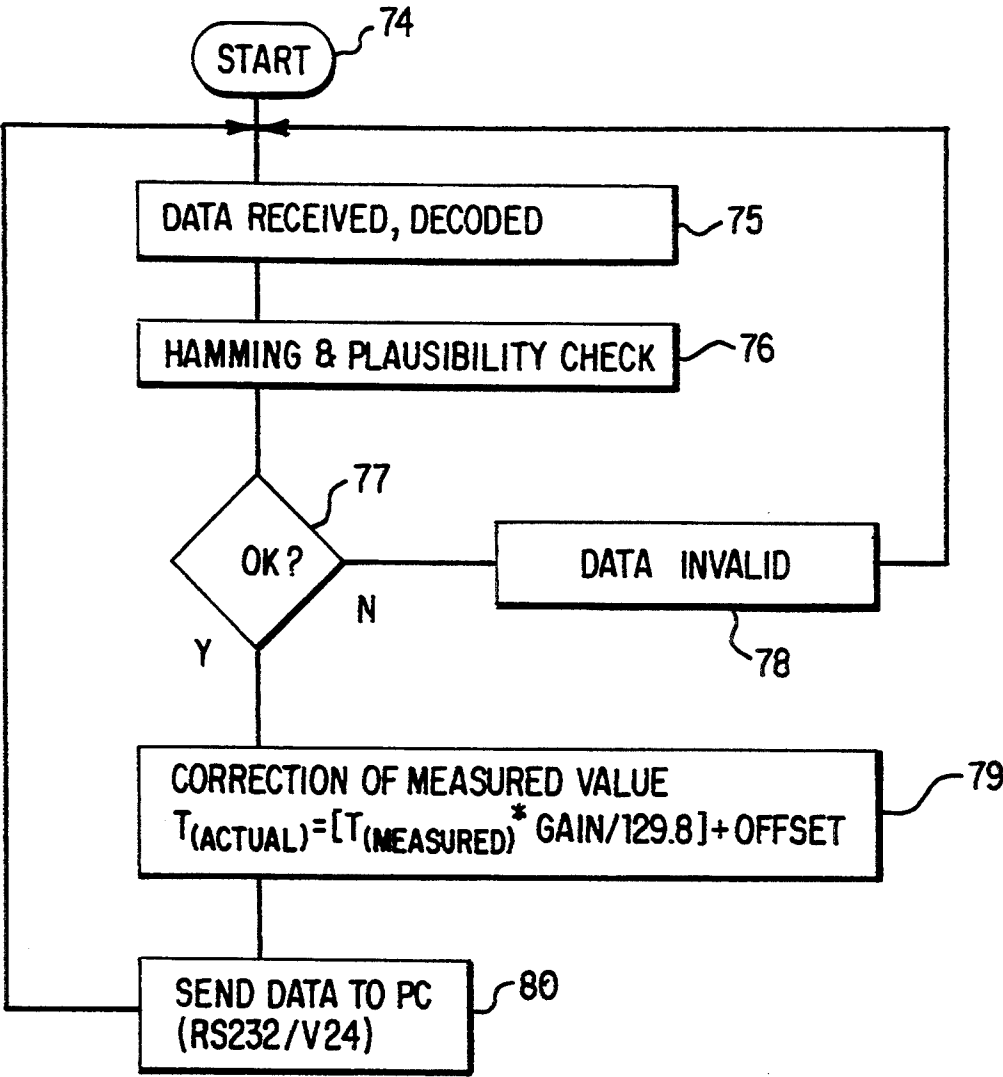 74
START
DATA RECEIVED, DECODED
75
HAMMING & PLAUSIBILITY CHECK
76
77
OK?
N
Y
DATA INVALID
78
CORRECTION OF MEASURED VALUE
T(ACTUAL)=[T(MEASURED)* GAIN/129.8]+OFFSET
79
SEND DATA TO PC
(RS232/V24)
80